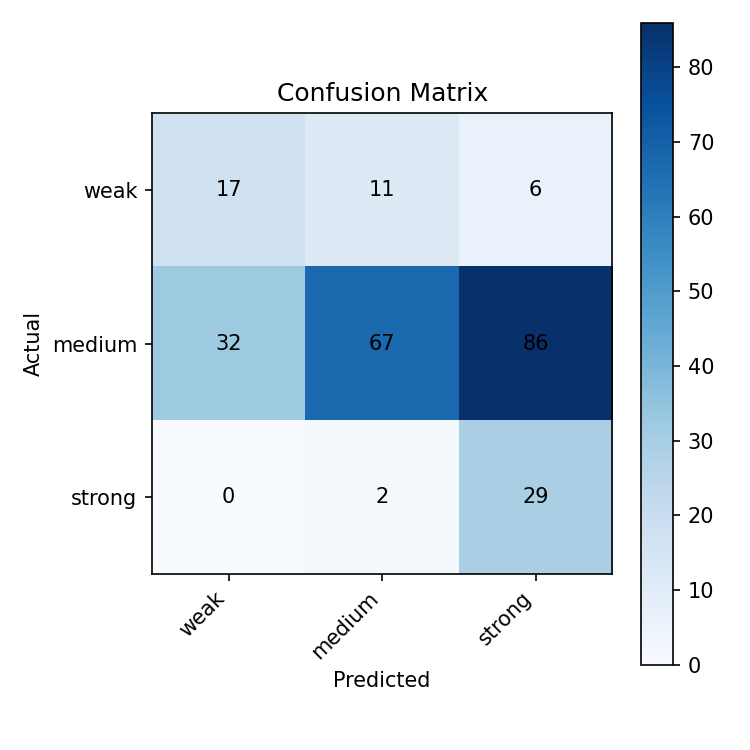 Confusion Matrix
weak 17 11 6
medium 32 67 86
strong 0 2 29
Actual
weak medium strong
Predicted
80
70
60
50
40
30
20
10
0